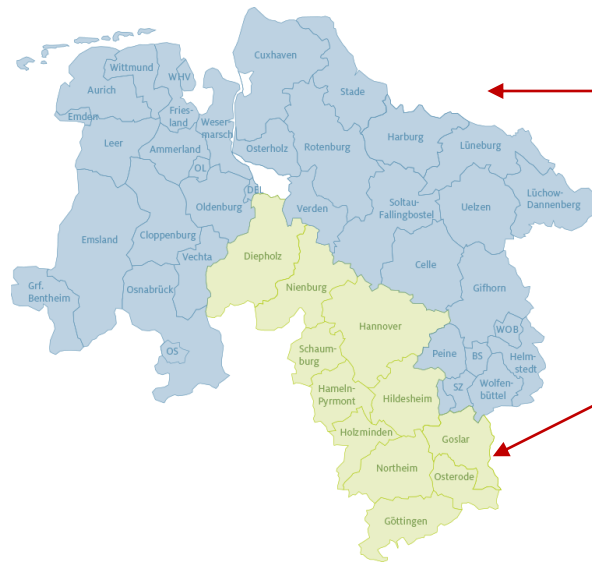 Cuxhaven
Wittmund
WHV
Stade
Aurich
Emden
Fries-
land
Weser-
marsch
Harburg
Leer
Ammerland
Osterholz
Rotenburg
Lüneburg
OL
DEL
Lüchow-
Dannenberg
Oldenburg
Verden
Soltau-
Fallingbostel
Uelzen
Emsland
Cloppenburg
Vechta
Diepholz
Celle
Grf.
Bentheim
Osnabrück
Nienburg
Gifhorn
Hannover
WOB
OS
Schaum-
burg
Peine
BS
Helm-
stedt
Hameln-
Pyrmont
Hildesheim
SZ
Wolfen-
büttel
Holzminden
Goslar
Northeim
Osterode
Göttingen